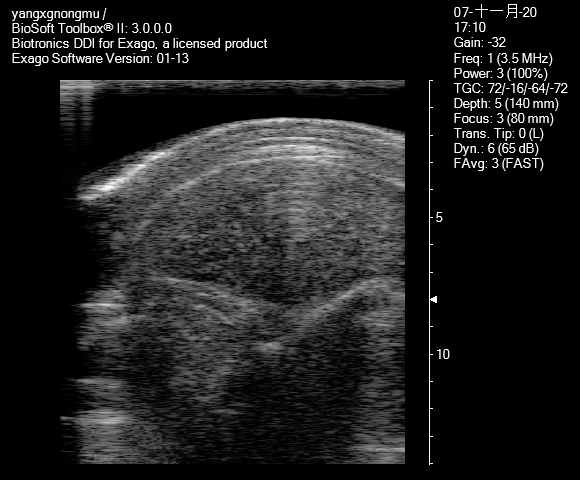 yangxgnongmu /
BioSoft Toolbox® II: 3.0.0.0
Biotronics DDI for Exago, a licensed product
Exago Software Version: 01-13
07-十一月-20
17:10
Gain: -32
Freq: 1 (3.5 MHz)
Power: 3 (100%)
TGC: 72/-16/-64/-72
Depth: 5 (140 mm)
Focus: 3 (80 mm)
Trans. Tip: 0 (L)
Dyn.: 6 (65 dB)
FAvg: 3 (FAST)
5
10